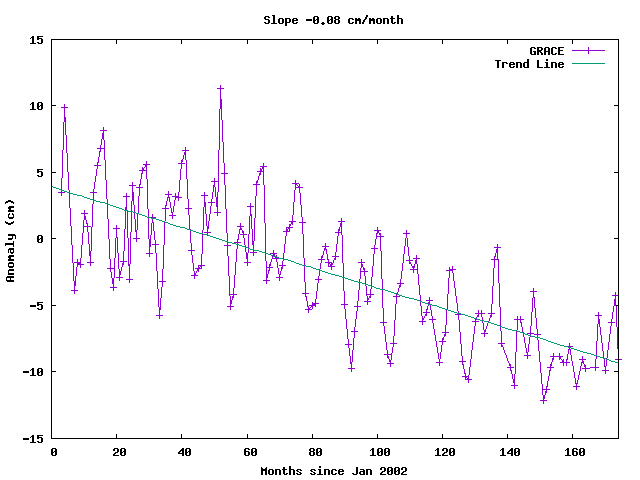 Slope -0.08 cm/month
GRACE
Trend Line
15
10
5
0
-5
-10
-15
Anomaly (cm)
0 20 40 60 80 100 120 140 160
Months since Jan 2002